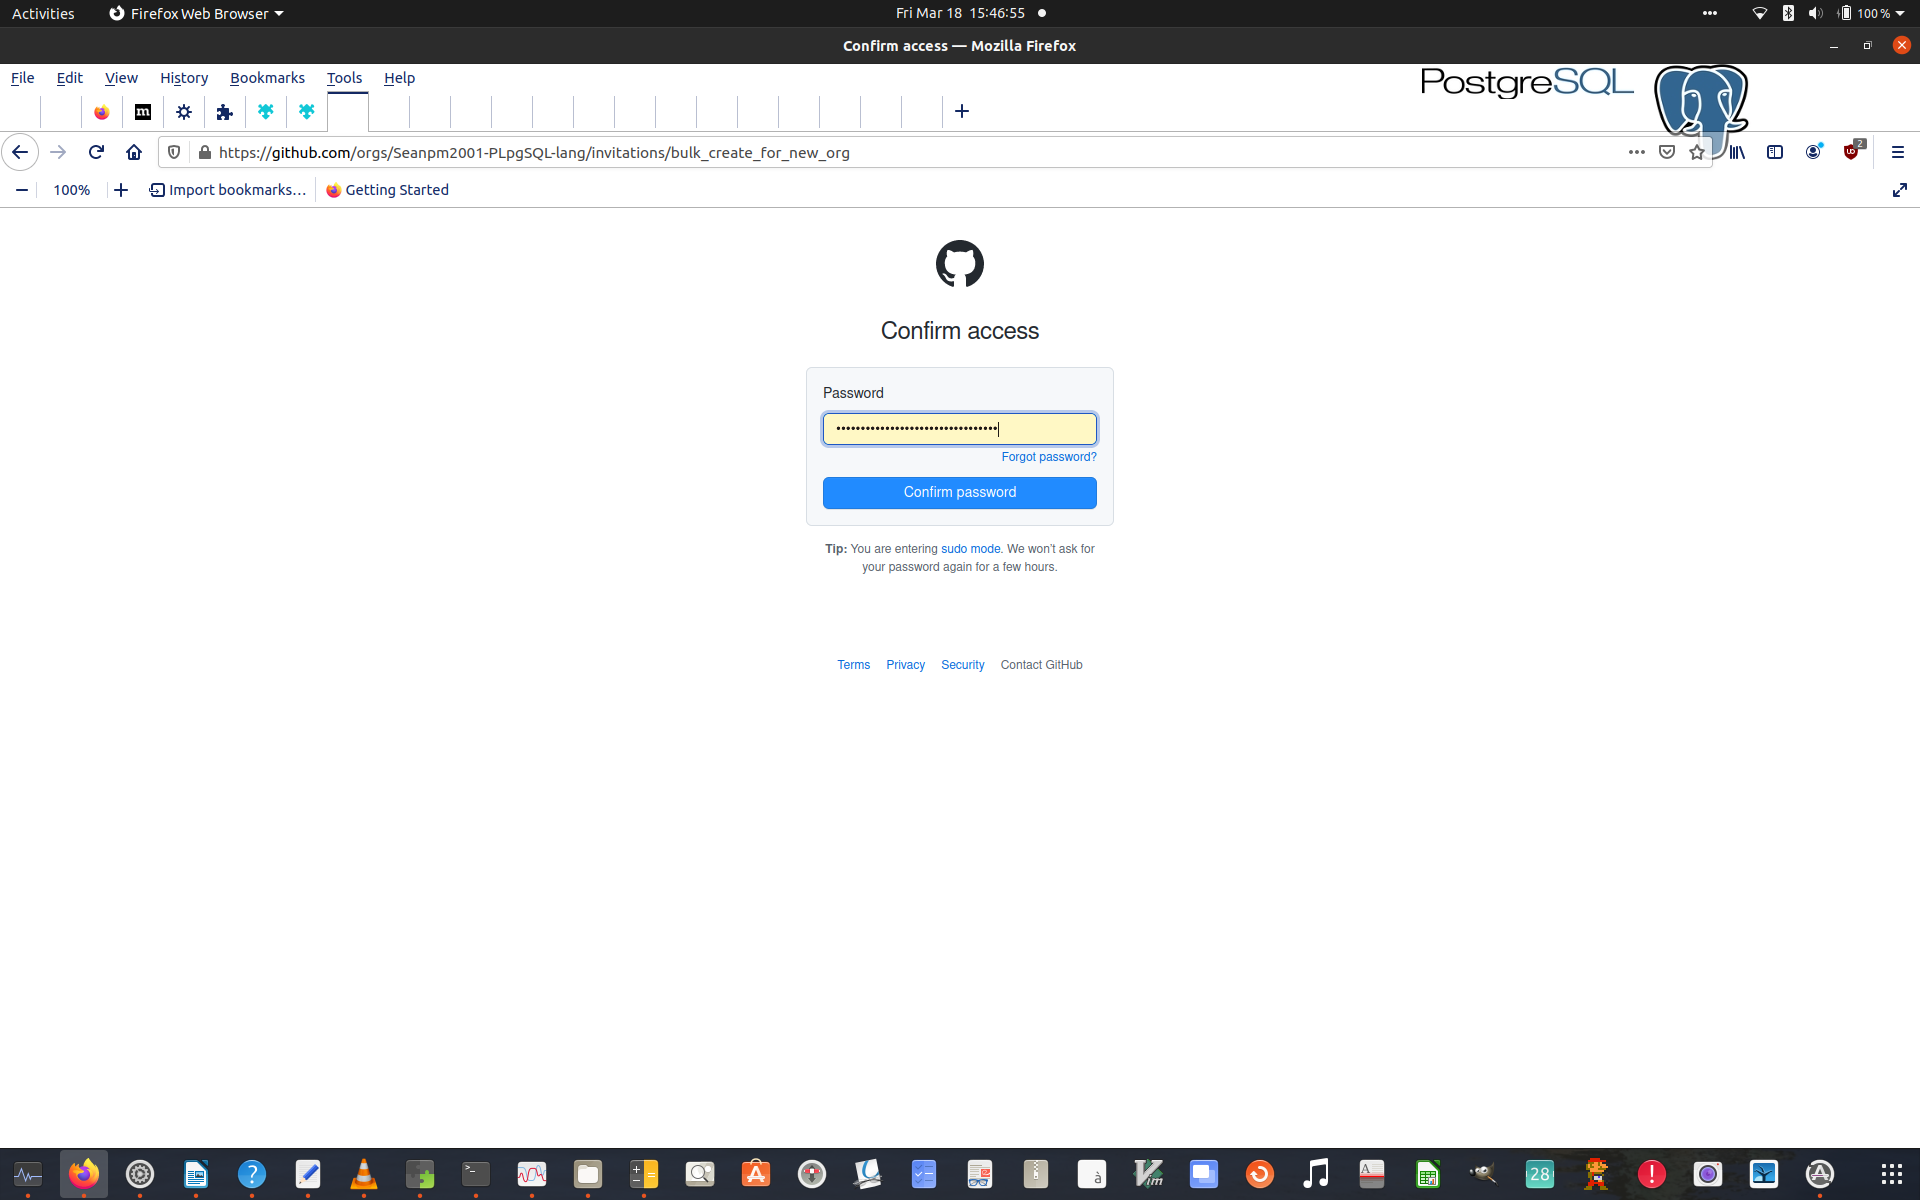 Activities
Firefox Web Browser
Fri Mar 18 15:46:55
100 %
Confirm access — Mozilla Firefox
File Edit View History Bookmarks Tools Help
PostgreSQL
m
https://github.com/orgs/Seanpm2001-PLpgSQL-lang/invitations/bulk_create_for_new_org
2
100%
Import bookmarks…
Getting Started
Confirm access
Password
Forgot password?
Confirm password
Tip: You are entering sudo mode. We won't ask for
your password again for a few hours.
Terms Privacy Security Contact GitHub
?
>_
à
Vim
A
28
!